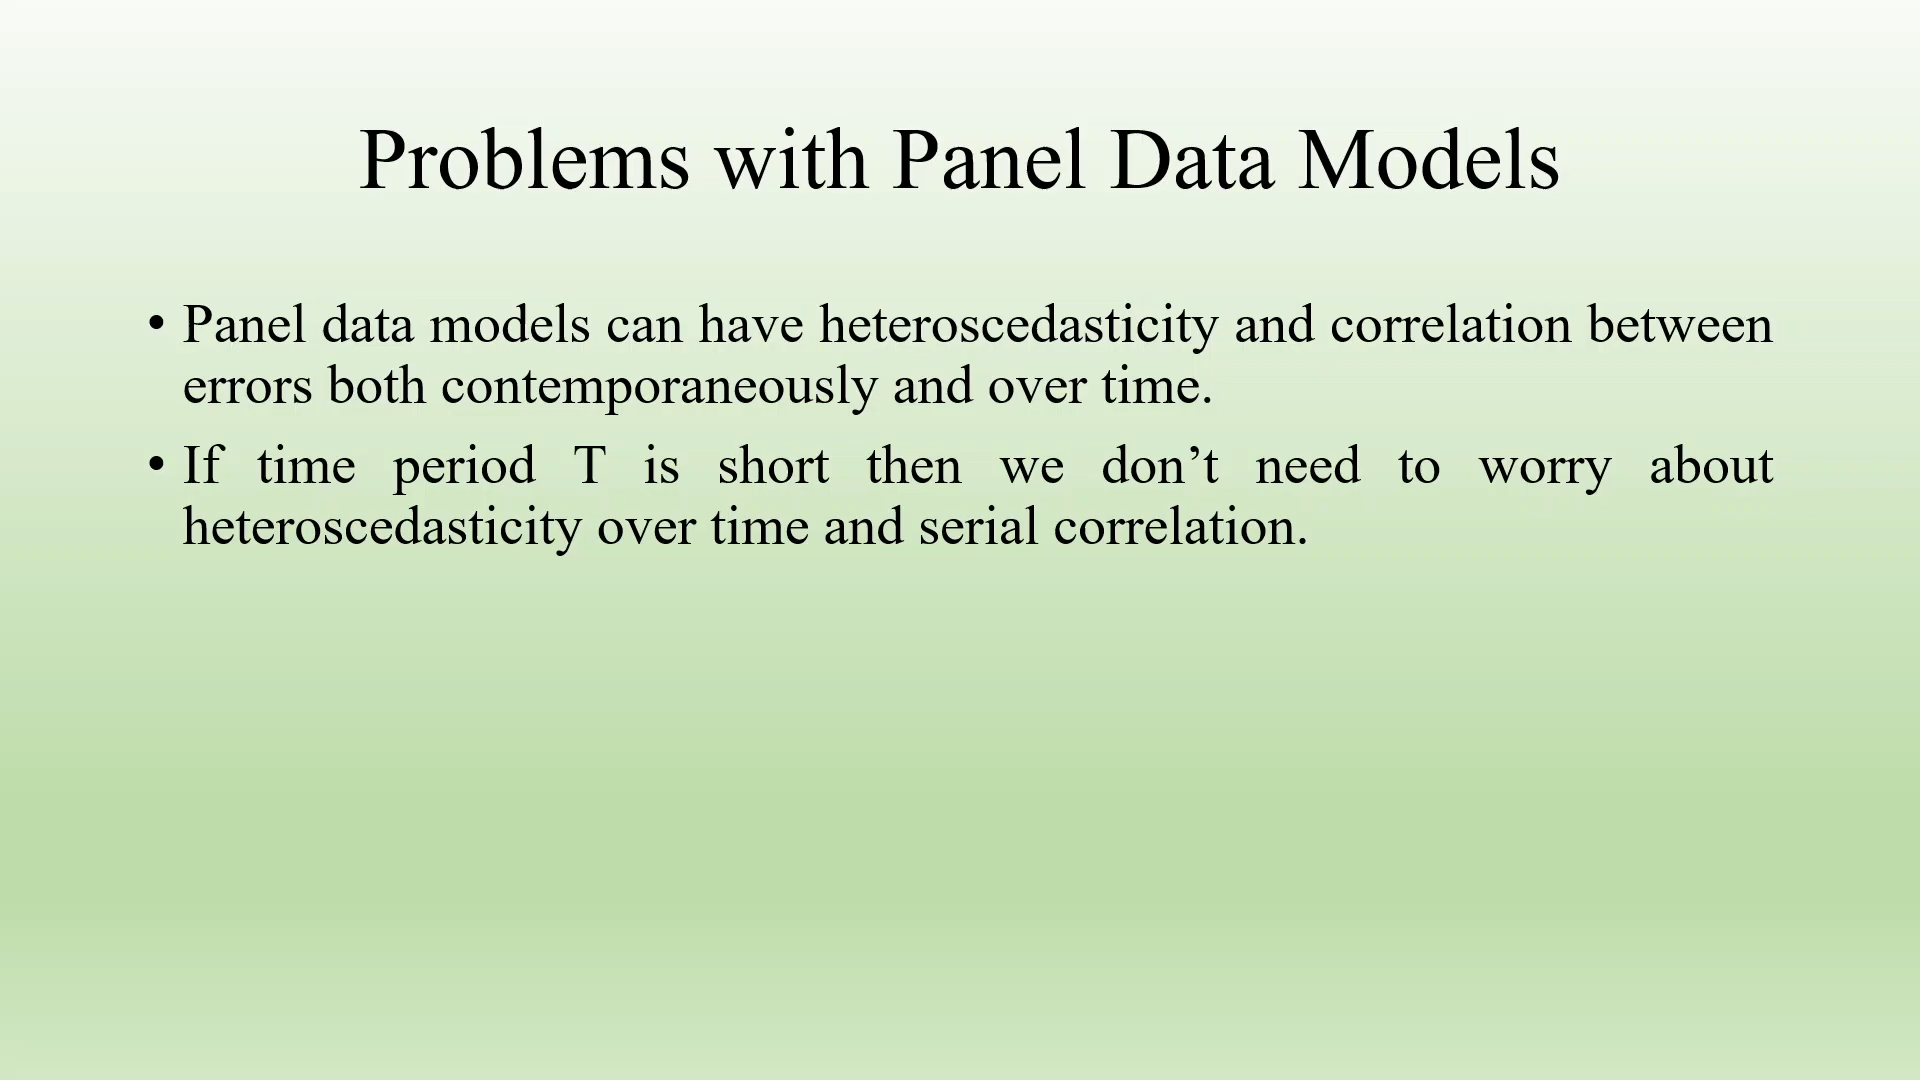 Problems with Panel Data Models
• Panel data models can have heteroscedasticity and correlation between
errors both contemporaneously and over time.
• If time period T is short then we don’t need to worry about
heteroscedasticity over time and serial correlation.